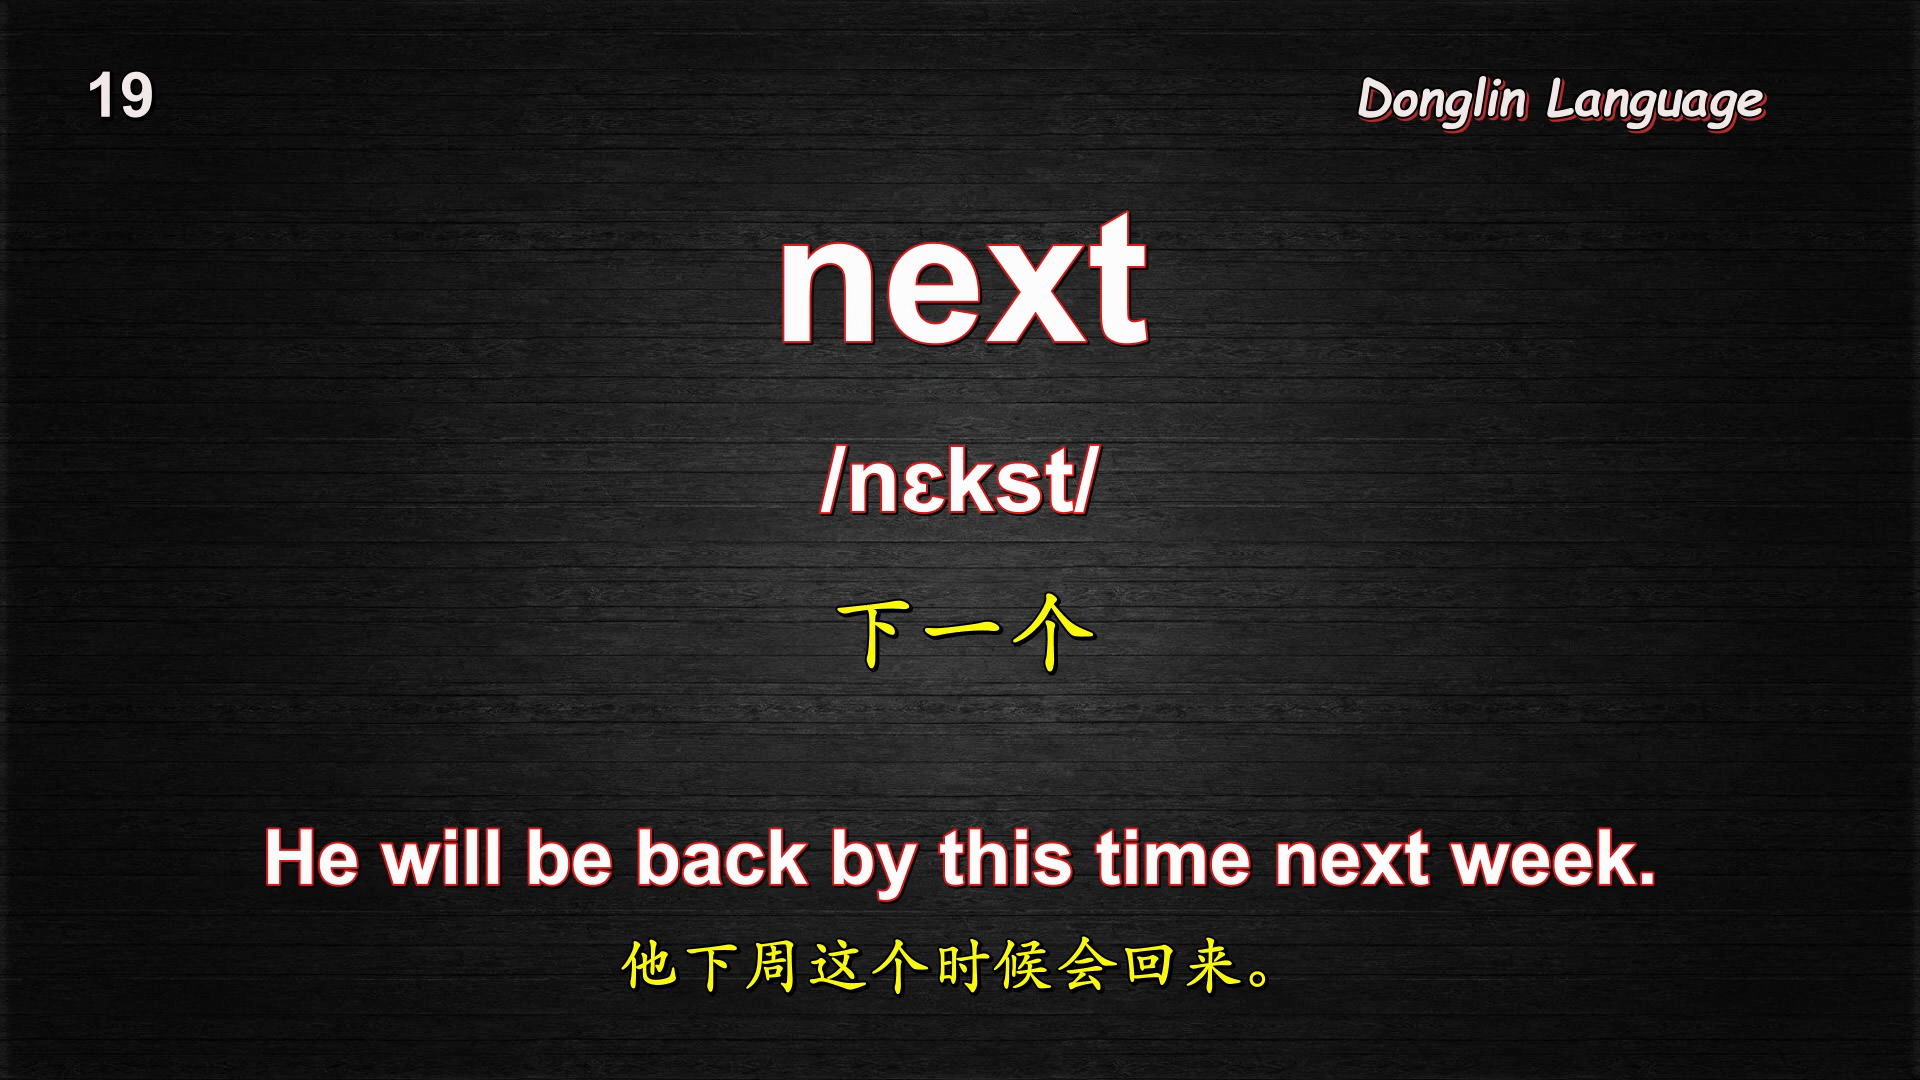 19
Donglin Language
next
/nɛkst/
下一个
He will be back by this time next week.
他下周这个时候会回来。